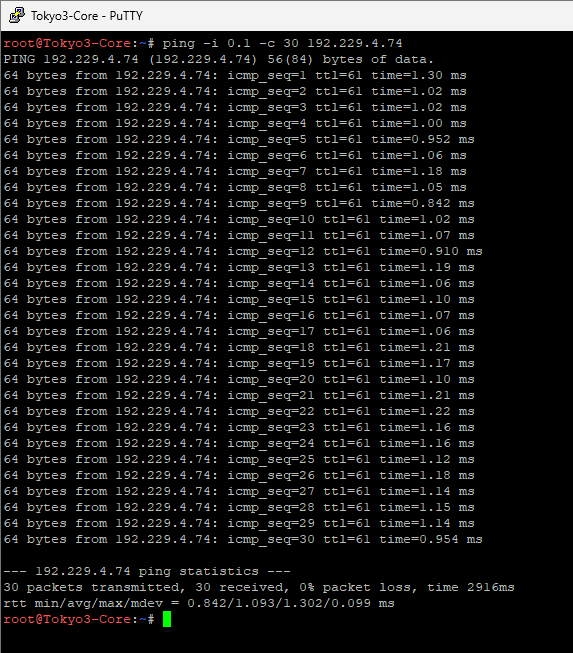 Tokyo3-Core - PuTTY
root@Tokyo3-Core:~# ping -i 0.1 -c 30 192.229.4.74
PING 192.229.4.74 (192.229.4.74) 56(84) bytes of data.
64 bytes from 192.229.4.74: icmp_seq=1 ttl=61 time=1.30 ms
64 bytes from 192.229.4.74: icmp_seq=2 ttl=61 time=1.02 ms
64 bytes from 192.229.4.74: icmp_seq=3 ttl=61 time=1.02 ms
64 bytes from 192.229.4.74: icmp_seq=4 ttl=61 time=1.00 ms
64 bytes from 192.229.4.74: icmp_seq=5 ttl=61 time=0.952 ms
64 bytes from 192.229.4.74: icmp_seq=6 ttl=61 time=1.06 ms
64 bytes from 192.229.4.74: icmp_seq=7 ttl=61 time=1.18 ms
64 bytes from 192.229.4.74: icmp_seq=8 ttl=61 time=1.05 ms
64 bytes from 192.229.4.74: icmp_seq=9 ttl=61 time=0.842 ms
64 bytes from 192.229.4.74: icmp_seq=10 ttl=61 time=1.02 ms
64 bytes from 192.229.4.74: icmp_seq=11 ttl=61 time=1.07 ms
64 bytes from 192.229.4.74: icmp_seq=12 ttl=61 time=0.910 ms
64 bytes from 192.229.4.74: icmp_seq=13 ttl=61 time=1.19 ms
64 bytes from 192.229.4.74: icmp_seq=14 ttl=61 time=1.06 ms
64 bytes from 192.229.4.74: icmp_seq=15 ttl=61 time=1.10 ms
64 bytes from 192.229.4.74: icmp_seq=16 ttl=61 time=1.07 ms
64 bytes from 192.229.4.74: icmp_seq=17 ttl=61 time=1.06 ms
64 bytes from 192.229.4.74: icmp_seq=18 ttl=61 time=1.21 ms
64 bytes from 192.229.4.74: icmp_seq=19 ttl=61 time=1.17 ms
64 bytes from 192.229.4.74: icmp_seq=20 ttl=61 time=1.10 ms
64 bytes from 192.229.4.74: icmp_seq=21 ttl=61 time=1.21 ms
64 bytes from 192.229.4.74: icmp_seq=22 ttl=61 time=1.22 ms
64 bytes from 192.229.4.74: icmp_seq=23 ttl=61 time=1.16 ms
64 bytes from 192.229.4.74: icmp_seq=24 ttl=61 time=1.16 ms
64 bytes from 192.229.4.74: icmp_seq=25 ttl=61 time=1.12 ms
64 bytes from 192.229.4.74: icmp_seq=26 ttl=61 time=1.18 ms
64 bytes from 192.229.4.74: icmp_seq=27 ttl=61 time=1.14 ms
64 bytes from 192.229.4.74: icmp_seq=28 ttl=61 time=1.15 ms
64 bytes from 192.229.4.74: icmp_seq=29 ttl=61 time=1.14 ms
64 bytes from 192.229.4.74: icmp_seq=30 ttl=61 time=0.954 ms
--- 192.229.4.74 ping statistics ---
30 packets transmitted, 30 received, 0% packet loss, time 2916ms
rtt min/avg/max/mdev = 0.842/1.093/1.302/0.099 ms
root@Tokyo3-Core:~#